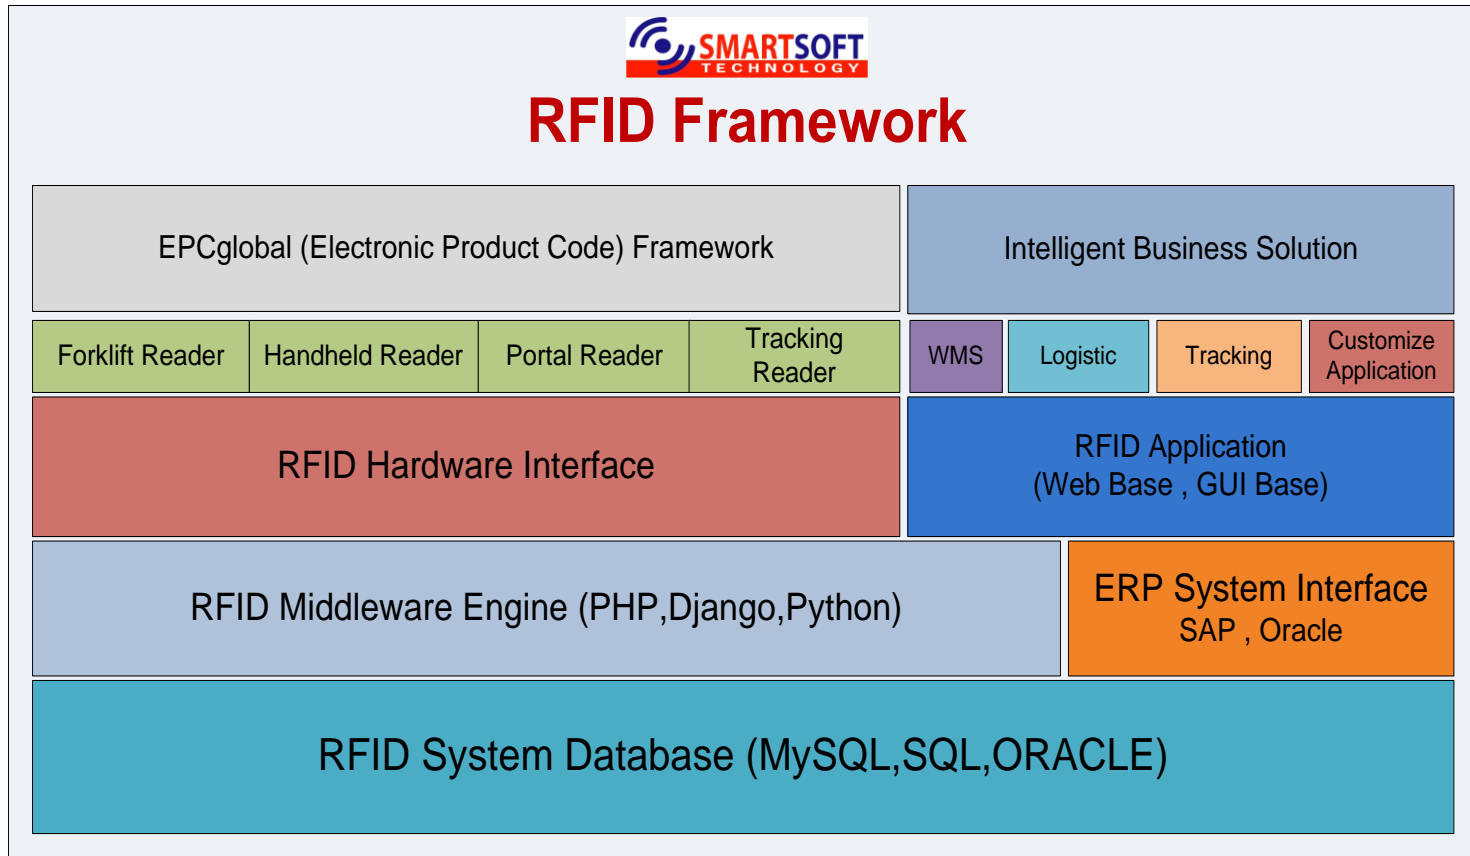 SMARTSOFT
TECHNOLOGY
RFID Framework
EPCglobal (Electronic Product Code) Framework
Intelligent Business Solution
Forklift Reader
Handheld Reader
Portal Reader
Tracking
Reader
WMS
Logistic
Tracking
Customize
Application
RFID Hardware Interface
RFID Application
(Web Base , GUI Base)
RFID Middleware Engine (PHP,Django,Python)
ERP System Interface
SAP , Oracle
RFID System Database (MySQL,SQL,ORACLE)